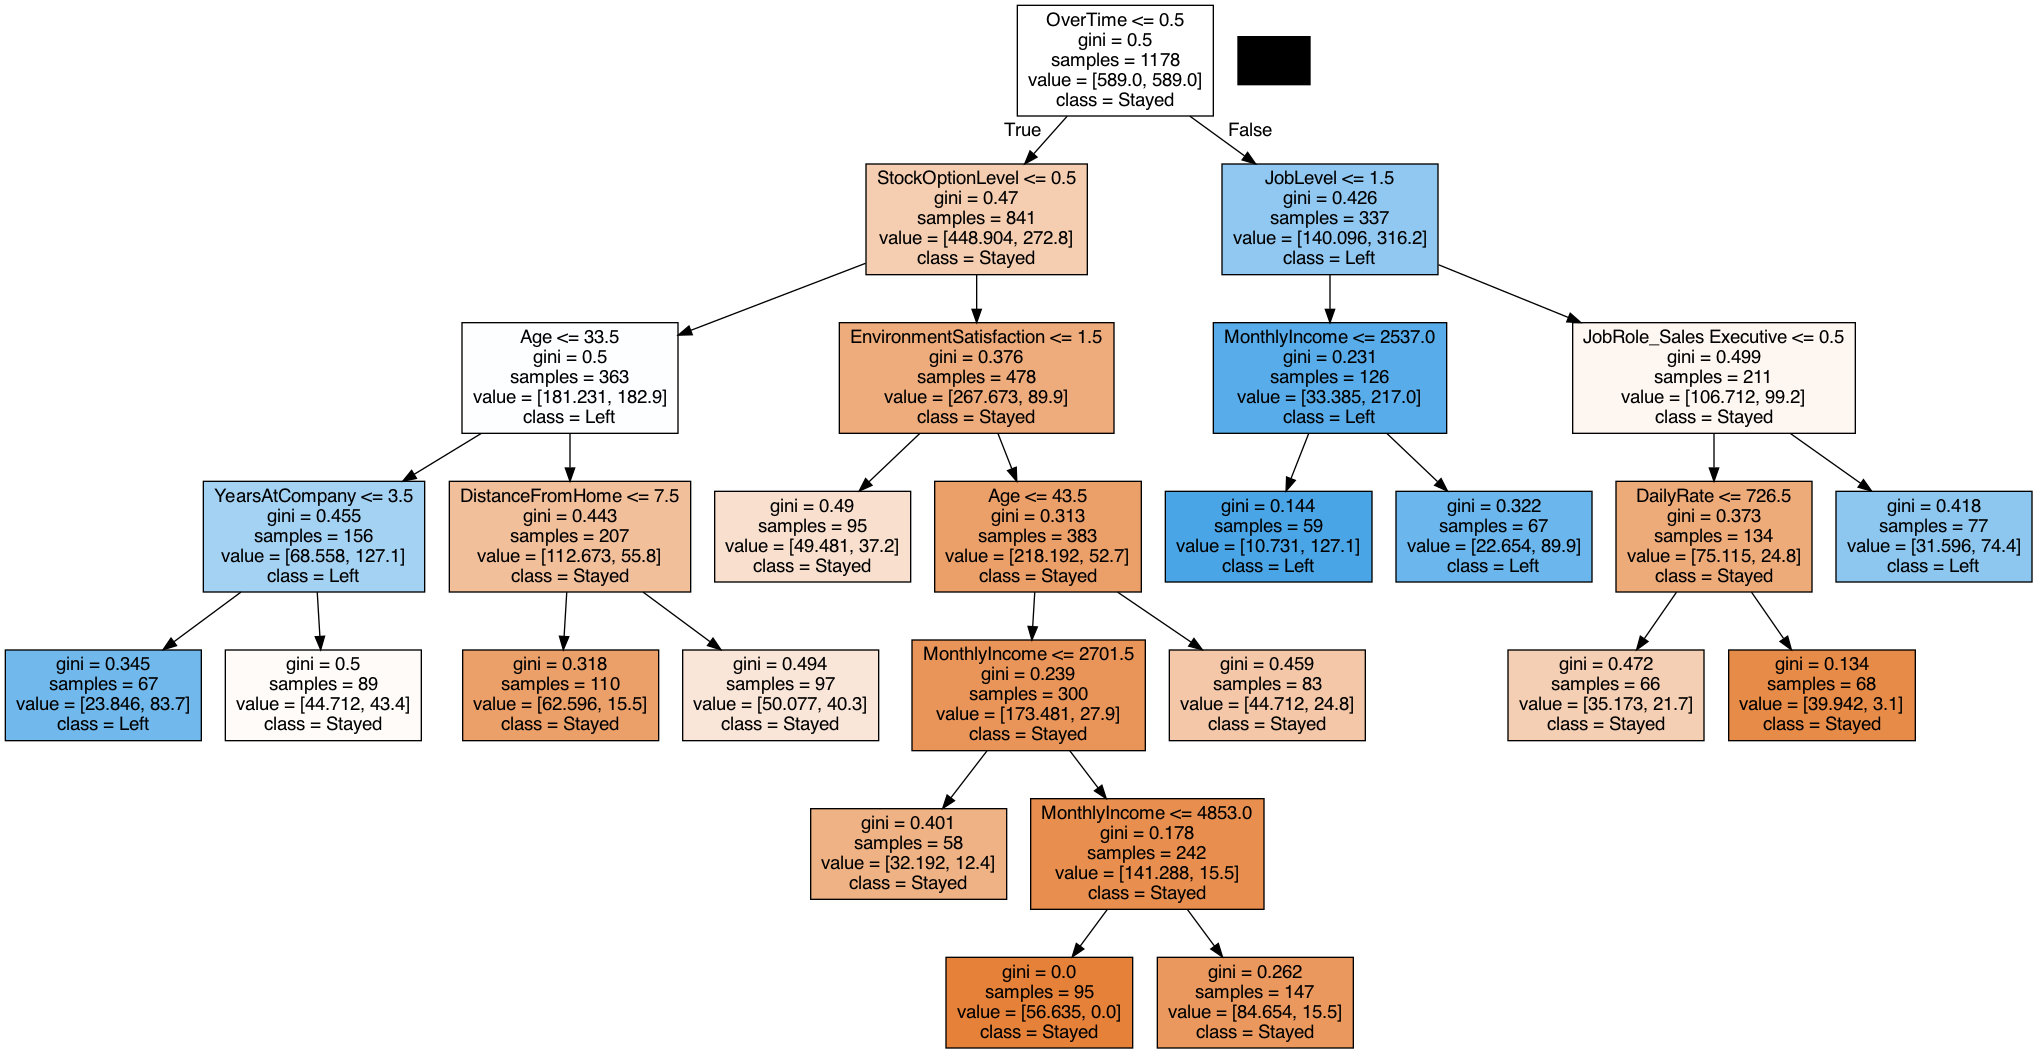 OverTime <= 0.5
gini = 0.5
samples = 1178
value = [589.0, 589.0]
class = Stayed
True
False
StockOptionLevel <= 0.5
gini = 0.47
samples = 841
value = [448.904, 272.8]
class = Stayed
JobLevel <= 1.5
gini = 0.426
samples = 337
value = [140.096, 316.2]
class = Left
Age <= 33.5
gini = 0.5
samples = 363
value = [181.231, 182.9]
class = Left
EnvironmentSatisfaction <= 1.5
gini = 0.376
samples = 478
value = [267.673, 89.9]
class = Stayed
MonthlyIncome <= 2537.0
gini = 0.231
samples = 126
value = [33.385, 217.0]
class = Left
JobRole_Sales Executive <= 0.5
gini = 0.499
samples = 211
value = [106.712, 99.2]
class = Stayed
YearsAtCompany <= 3.5
gini = 0.455
samples = 156
value = [68.558, 127.1]
class = Left
DistanceFromHome <= 7.5
gini = 0.443
samples = 207
value = [112.673, 55.8]
class = Stayed
gini = 0.49
samples = 95
value = [49.481, 37.2]
class = Stayed
Age <= 43.5
gini = 0.313
samples = 383
value = [218.192, 52.7]
class = Stayed
gini = 0.144
samples = 59
value = [10.731, 127.1]
class = Left
gini = 0.322
samples = 67
value = [22.654, 89.9]
class = Left
DailyRate <= 726.5
gini = 0.373
samples = 134
value = [75.115, 24.8]
class = Stayed
gini = 0.418
samples = 77
value = [31.596, 74.4]
class = Left
gini = 0.345
samples = 67
value = [23.846, 83.7]
class = Left
gini = 0.5
samples = 89
value = [44.712, 43.4]
class = Stayed
gini = 0.318
samples = 110
value = [62.596, 15.5]
class = Stayed
gini = 0.494
samples = 97
value = [50.077, 40.3]
class = Stayed
MonthlyIncome <= 2701.5
gini = 0.239
samples = 300
value = [173.481, 27.9]
class = Stayed
gini = 0.459
samples = 83
value = [44.712, 24.8]
class = Stayed
gini = 0.472
samples = 66
value = [35.173, 21.7]
class = Stayed
gini = 0.134
samples = 68
value = [39.942, 3.1]
class = Stayed
gini = 0.401
samples = 58
value = [32.192, 12.4]
class = Stayed
MonthlyIncome <= 4853.0
gini = 0.178
samples = 242
value = [141.288, 15.5]
class = Stayed
gini = 0.0
samples = 95
value = [56.635, 0.0]
class = Stayed
gini = 0.262
samples = 147
value = [84.654, 15.5]
class = Stayed